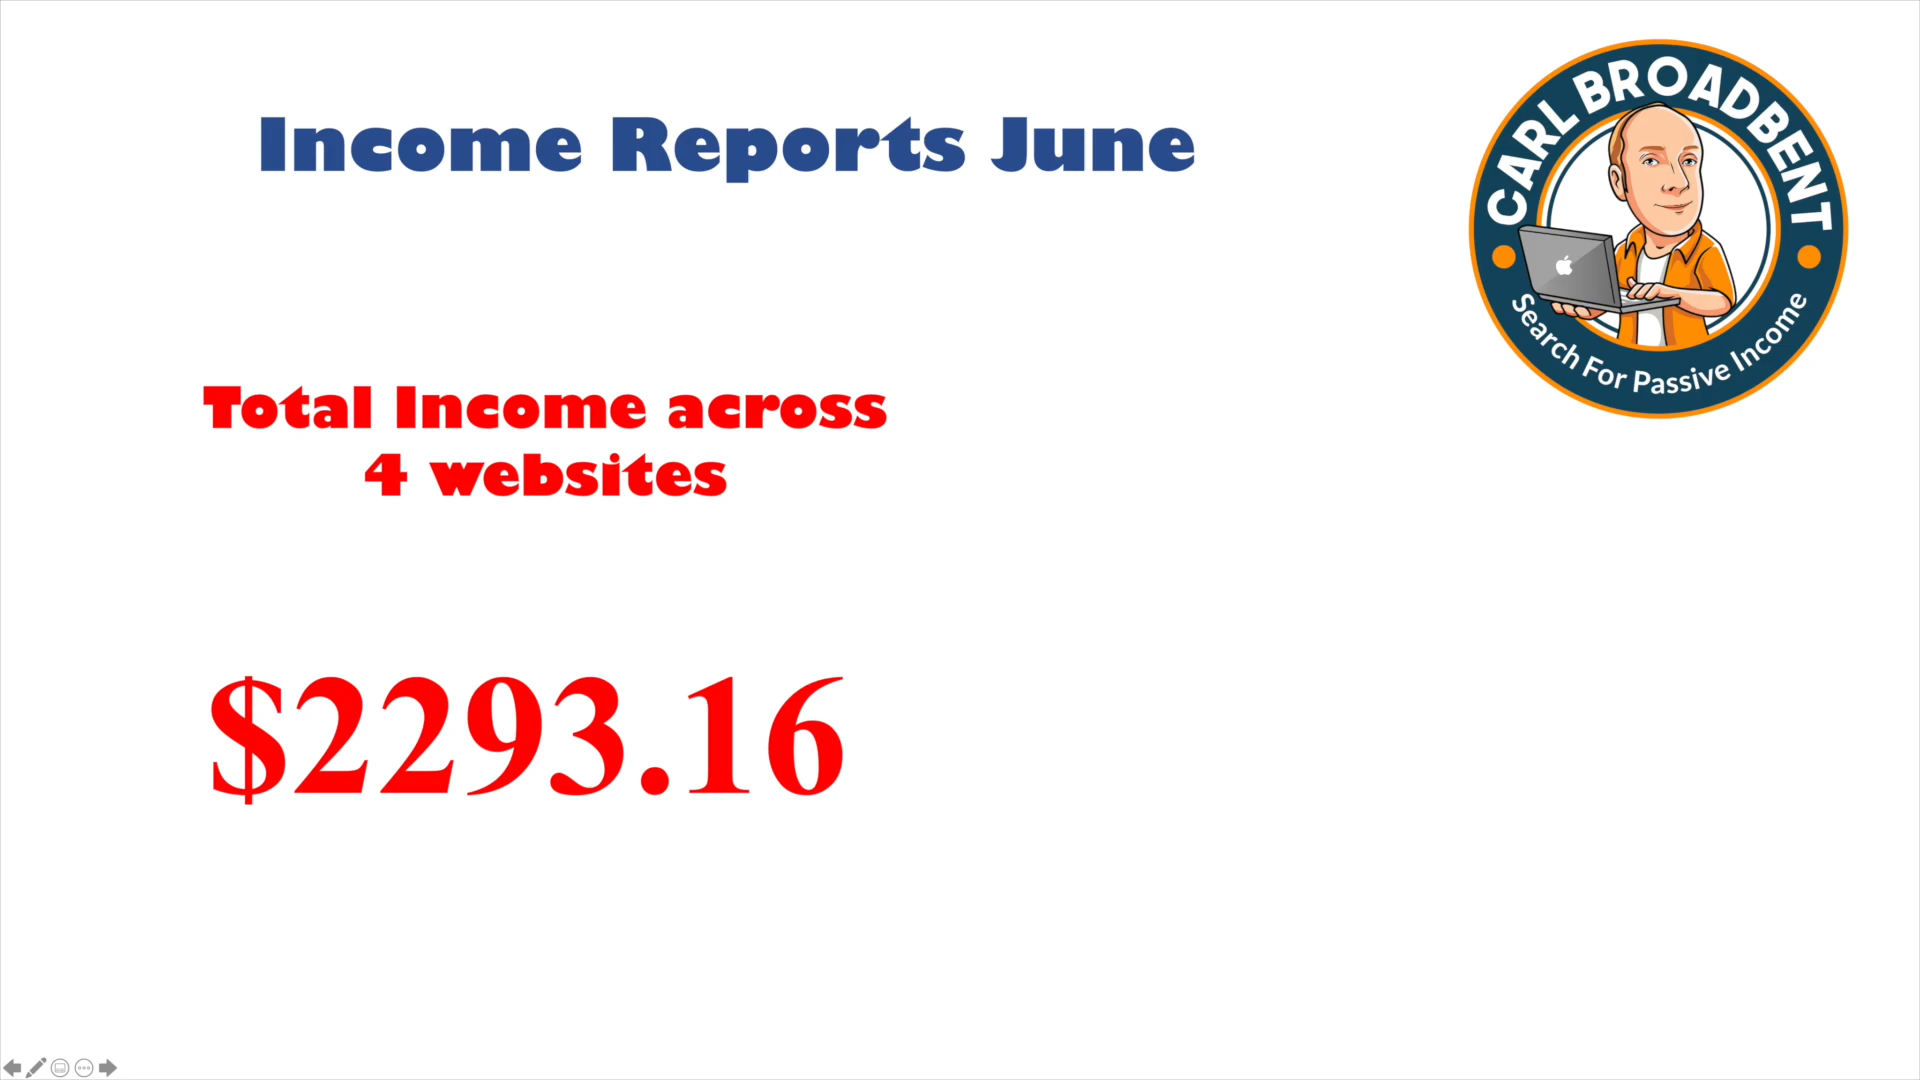 Income Reports June
CARL BROADBENT
Search For Passive Income
Total Income across
4 websites
$2293.16